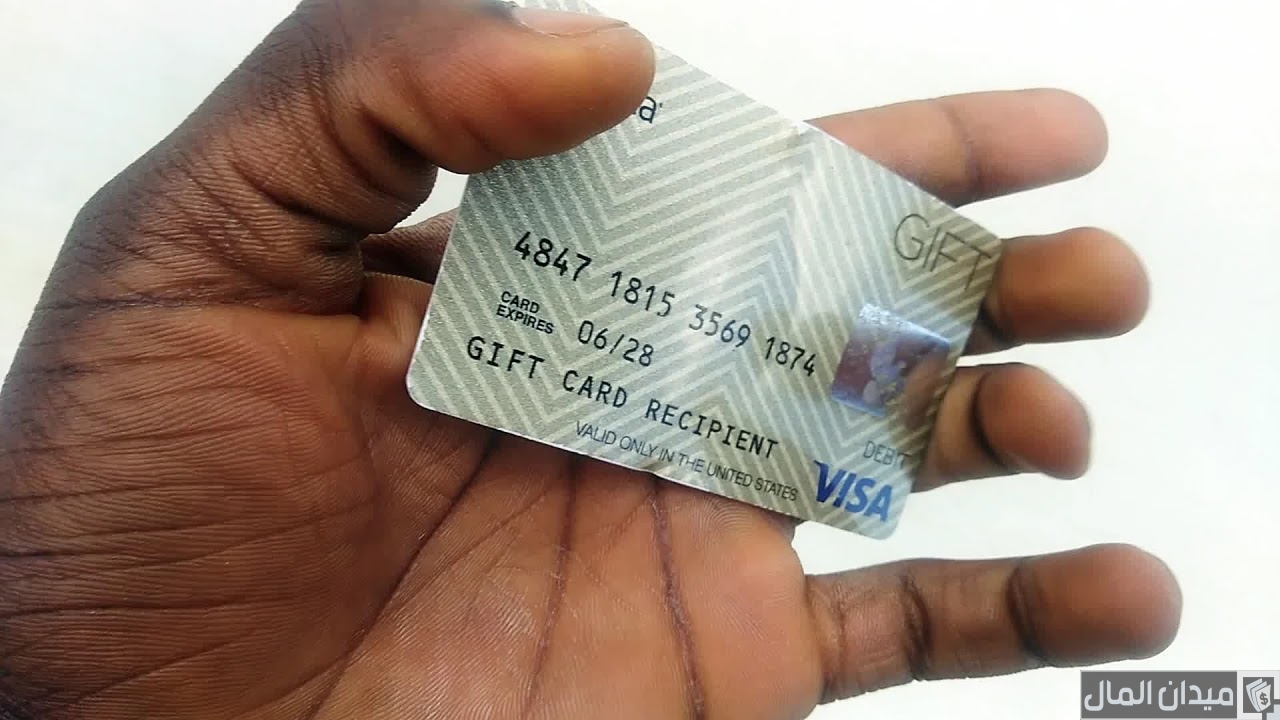 GIFT
4847 1815 3569 1874
CARD
EXPIRES 06/28
GIFT CARD RECIPIENT
VALID ONLY IN THE UNITED STATES
DEBIT
VISA
ميدان المال